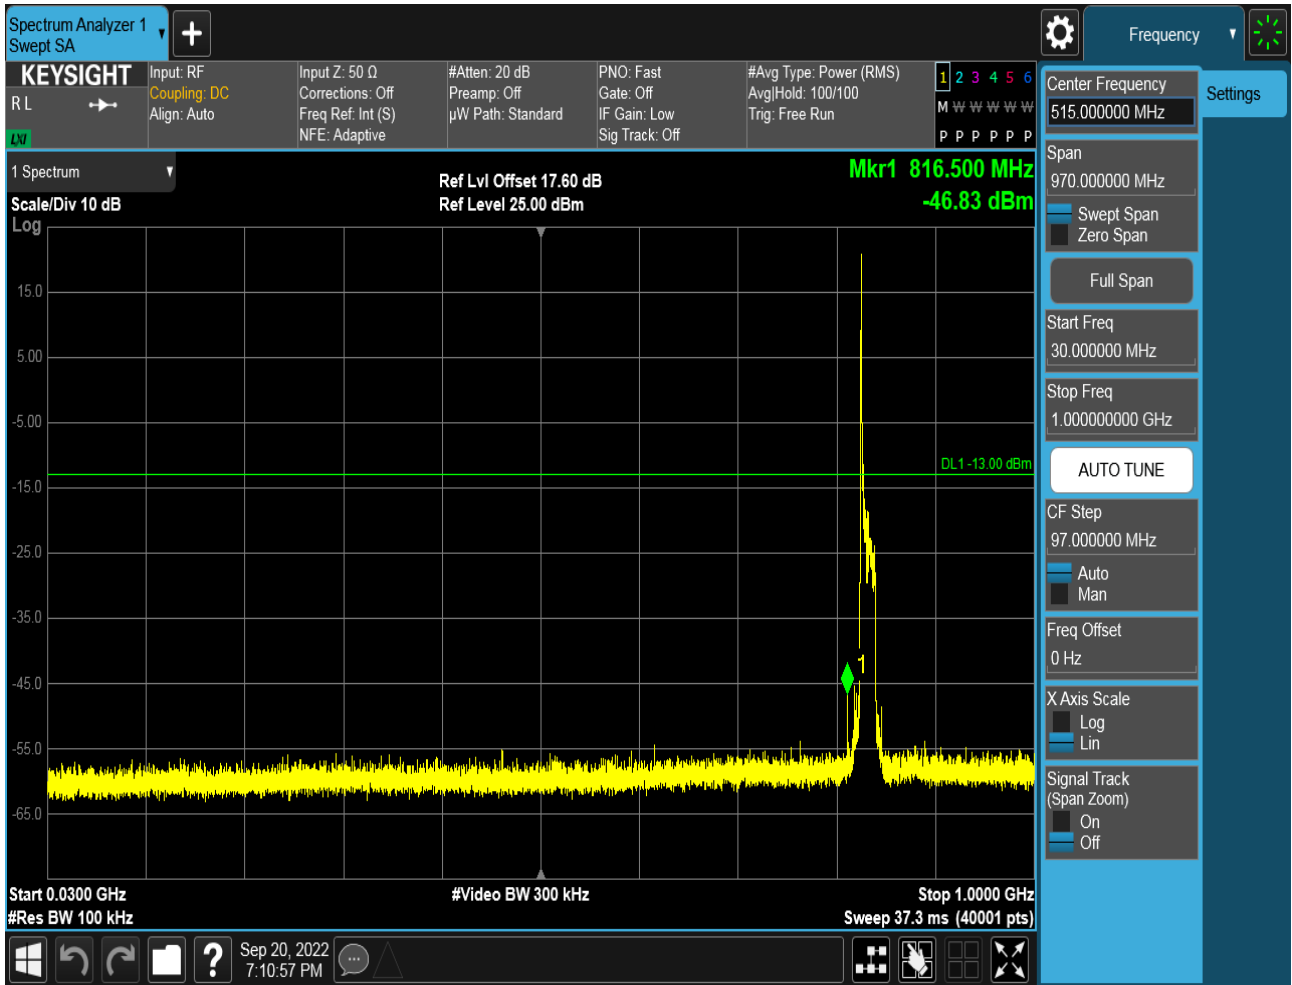 Spectrum Analyzer 1
Swept SA
+
Frequency
KEYSIGHT
R L
LXI
Input: RF
Coupling: DC
Align: Auto
Input Z: 50 Ω
Corrections: Off
Freq Ref: Int (S)
NFE: Adaptive
#Atten: 20 dB
Preamp: Off
µW Path: Standard
PNO: Fast
Gate: Off
IF Gain: Low
Sig Track: Off
#Avg Type: Power (RMS)
Avg|Hold: 100/100
Trig: Free Run
1 2 3 4 5 6
M W W W W W
P P P P P P
1 Spectrum
Scale/Div 10 dB
Log
Ref Lvl Offset 17.60 dB
Ref Level 25.00 dBm
Mkr1 816.500 MHz
-46.83 dBm
15.0
5.00
-5.00
DL1 -13.00 dBm
-15.0
-25.0
-35.0
1
-45.0
-55.0
-65.0
Start 0.0300 GHz
#Res BW 100 kHz
#Video BW 300 kHz
Stop 1.0000 GHz
Sweep 37.3 ms (40001 pts)
Center Frequency
515.000000 MHz
Settings
Span
970.000000 MHz
Swept Span
Zero Span
Full Span
Start Freq
30.000000 MHz
Stop Freq
1.000000000 GHz
AUTO TUNE
CF Step
97.000000 MHz
Auto
Man
Freq Offset
0 Hz
X Axis Scale
Log
Lin
Signal Track
(Span Zoom)
On
Off
?
Sep 20, 2022
7:10:57 PM